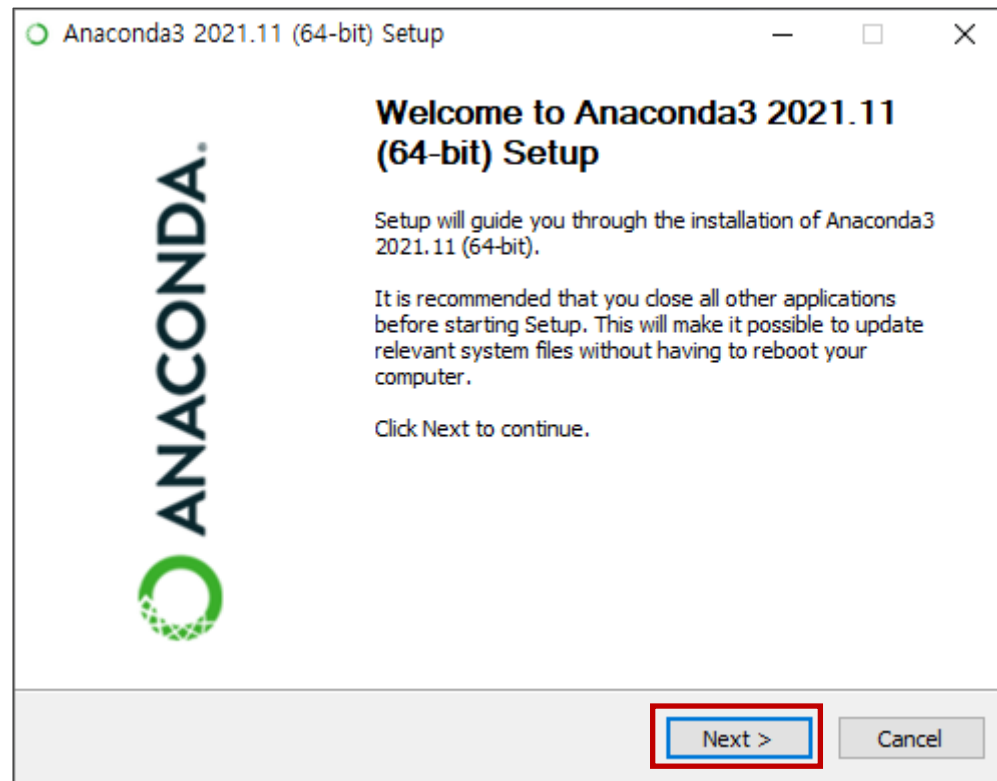 Anaconda3 2021.11 (64-bit) Setup
Welcome to Anaconda3 2021.11
(64-bit) Setup
ANACONDA.
Setup will guide you through the installation of Anaconda3
2021.11 (64-bit).
It is recommended that you close all other applications
before starting Setup. This will make it possible to update
relevant system files without having to reboot your
computer.
Click Next to continue.
Next >
Cancel